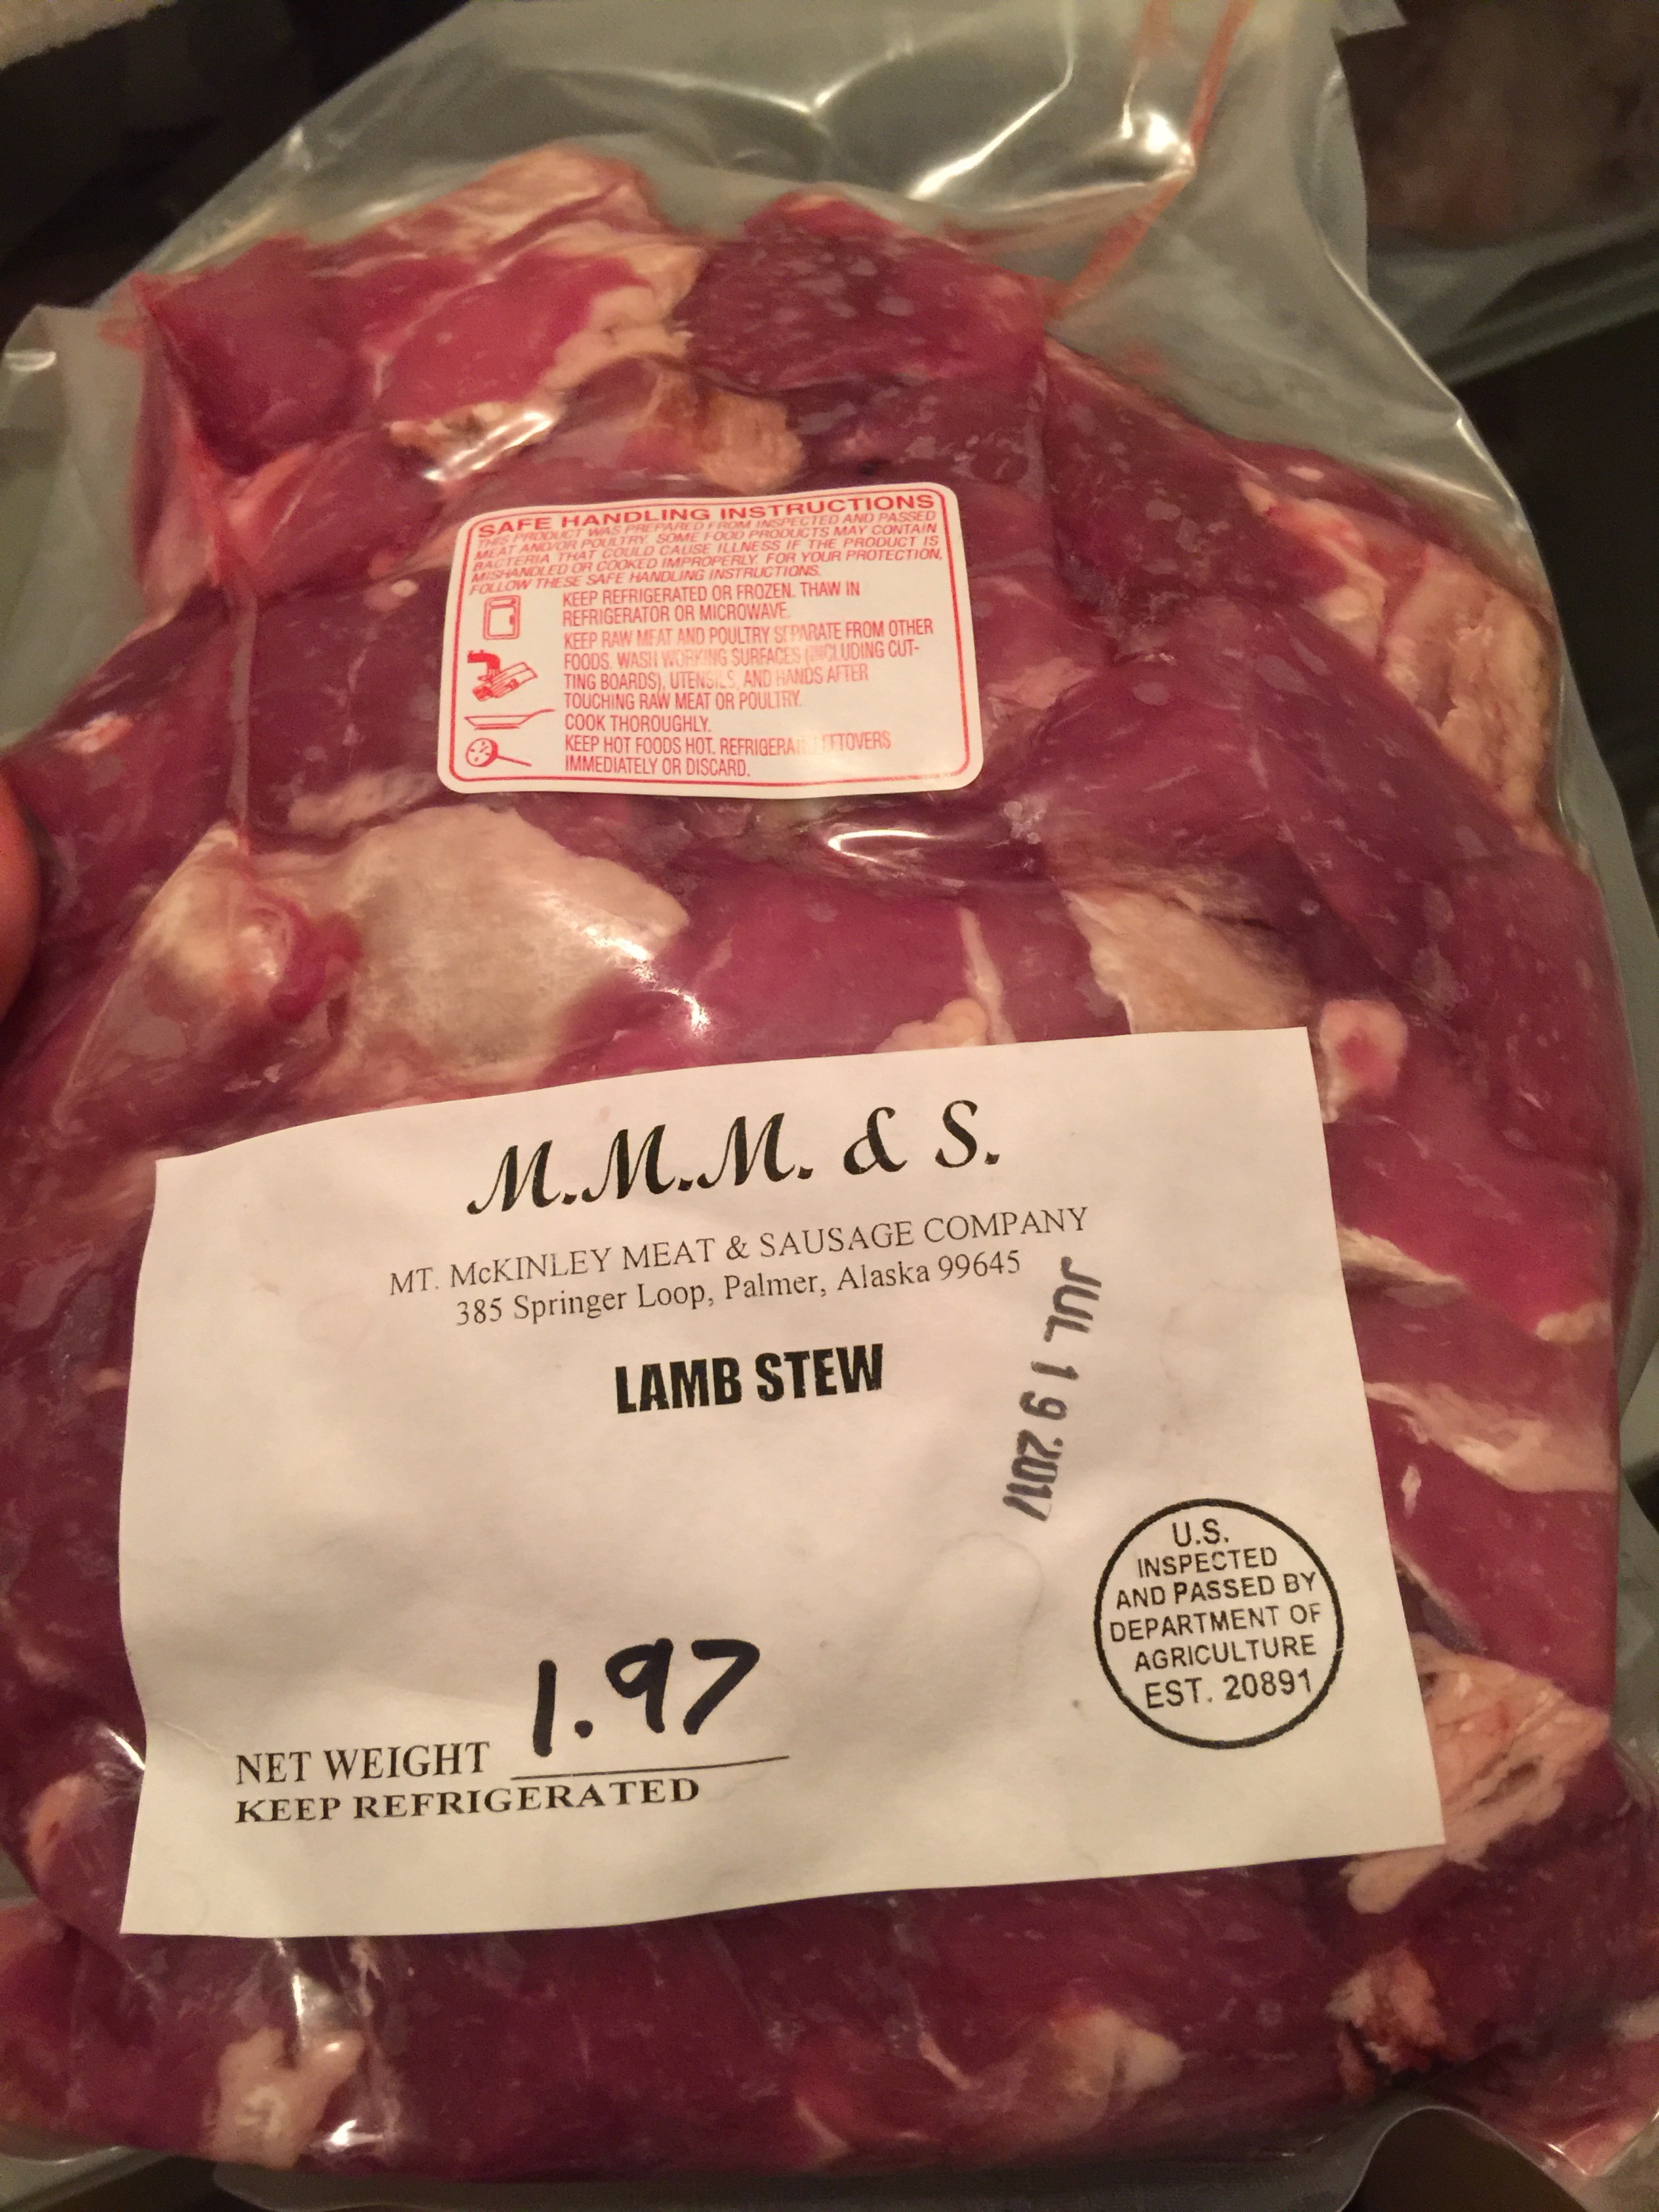 SAFE HANDLING INSTRUCTIONS
THIS PRODUCT WAS PREPARED FROM INSPECTED AND PASSED
MEAT AND/OR POULTRY. SOME FOOD PRODUCTS MAY CONTAIN
BACTERIA THAT COULD CAUSE ILLNESS IF THE PRODUCT IS
MISHANDLED OR COOKED IMPROPERLY. FOR YOUR PROTECTION,
FOLLOW THESE SAFE HANDLING INSTRUCTIONS.
KEEP REFRIGERATED OR FROZEN. THAW IN
REFRIGERATOR OR MICROWAVE.
KEEP RAW MEAT AND POULTRY SEPARATE FROM OTHER
FOODS. WASH WORKING SURFACES (INCLUDING CUT-
TING BOARDS), UTENSILS, AND HANDS AFTER
TOUCHING RAW MEAT OR POULTRY.
COOK THOROUGHLY.
KEEP HOT FOODS HOT. REFRIGERATE LEFTOVERS
IMMEDIATELY OR DISCARD.
M.M.M. & S.
MT. McKINLEY MEAT & SAUSAGE COMPANY
385 Springer Loop, Palmer, Alaska 99645
LAMB STEW
JUL 19 2017
U.S.
INSPECTED
AND PASSED BY
DEPARTMENT OF
AGRICULTURE
EST. 20891
NET WEIGHT 1.97
KEEP REFRIGERATED